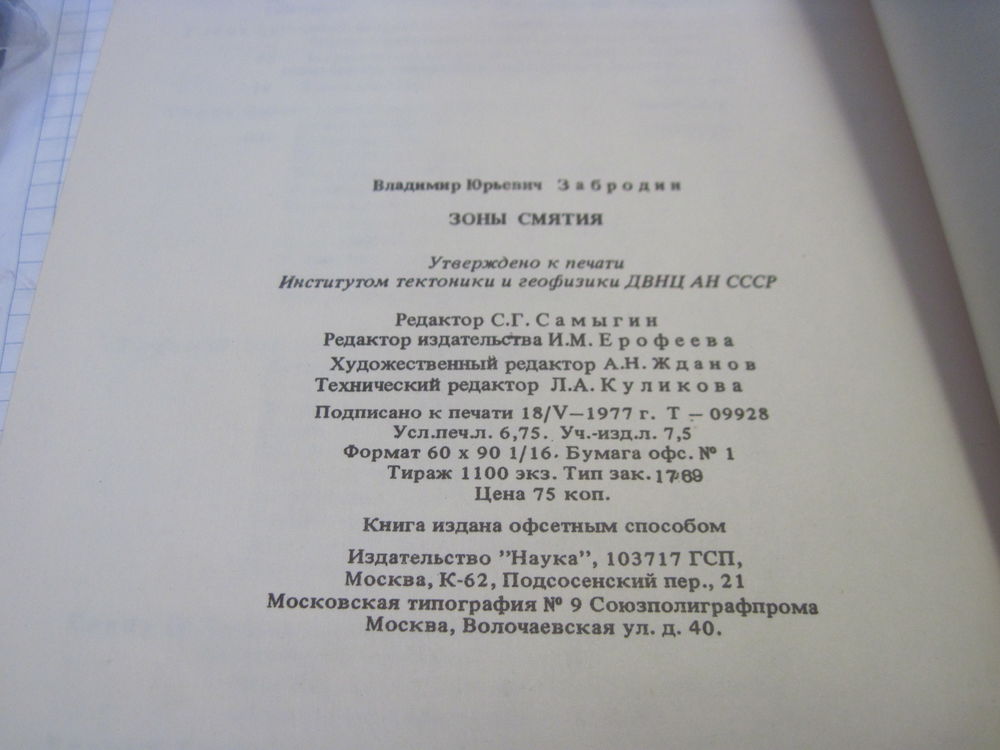 Владимир Юрьевич Забродин
ЗОНЫ СМЯТИЯ
Утверждено к печати
Институтом тектоники и геофизики ДВНЦ АН СССР
Редактор С.Г. Самыгин
Редактор издательства И.М. Ерофеева
Художественный редактор А.Н. Жданов
Технический редактор Л.А. Куликова
Подписано к печати 18/V—1977 г. Т — 09928
Усл.печ.л. 6,75. Уч.-изд.л. 7,5
Формат 60 х 90 1/16. Бумага офс. № 1
Тираж 1100 экз. Тип зак. 1769
Цена 75 коп.
Книга издана офсетным способом
Издательство "Наука", 103717 ГСП,
Москва, К-62, Подсосенский пер., 21
Московская типография № 9 Союзполиграфпрома
Москва, Волочаевская ул. д. 40.